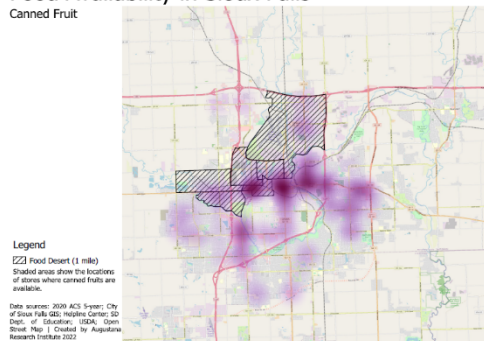 Food Availability in Sioux Falls
Canned Fruit
Legend
Food Desert (1 mile)
Shaded areas show the locations
of stores where canned fruits are
available.
Data sources: 2020 ACS 5-year; City
of Sioux Falls GIS; Helpline Center; SD
Dept. of Education; USDA; Open
Street Map | Created by Augustana
Research Institute 2022